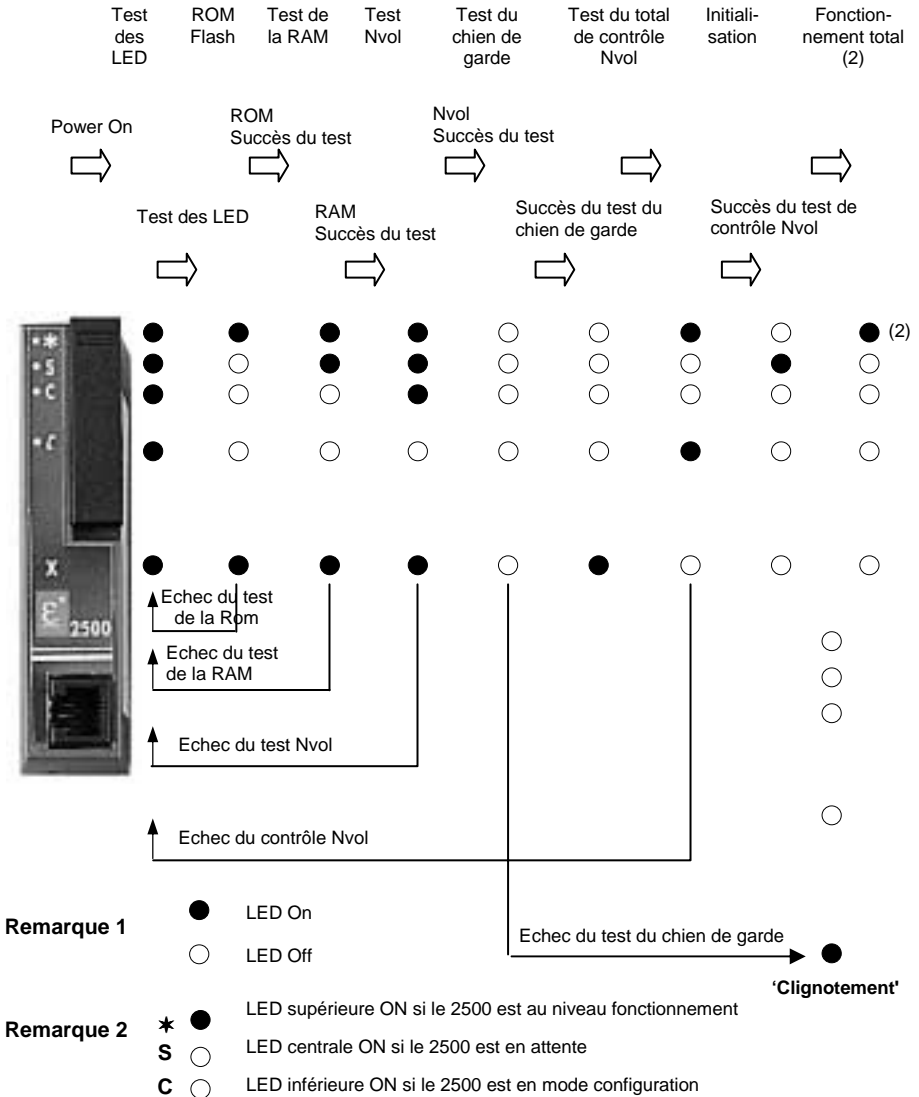 Test des LED
ROM Flash
Test de la RAM
Test Nvol
Test du chien de garde
Test du total de contrôle Nvol
Initiali-sation
Fonction-nement total (2)
Power On
ROM
Succès du test
Nvol
Succès du test
Test des LED
RAM
Succès du test
Succès du test du
chien de garde
Succès du test de
contrôle Nvol
(2)
S
C
X
2500
Echec du test
de la Rom
Echec du test
de la RAM
Echec du test Nvol
Echec du contrôle Nvol
Remarque 1
LED On
LED Off
Echec du test du chien de garde
‘Clignotement'
Remarque 2
LED supérieure ON si le 2500 est au niveau fonctionnement
S LED centrale ON si le 2500 est en attente
C LED inférieure ON si le 2500 est en mode configuration